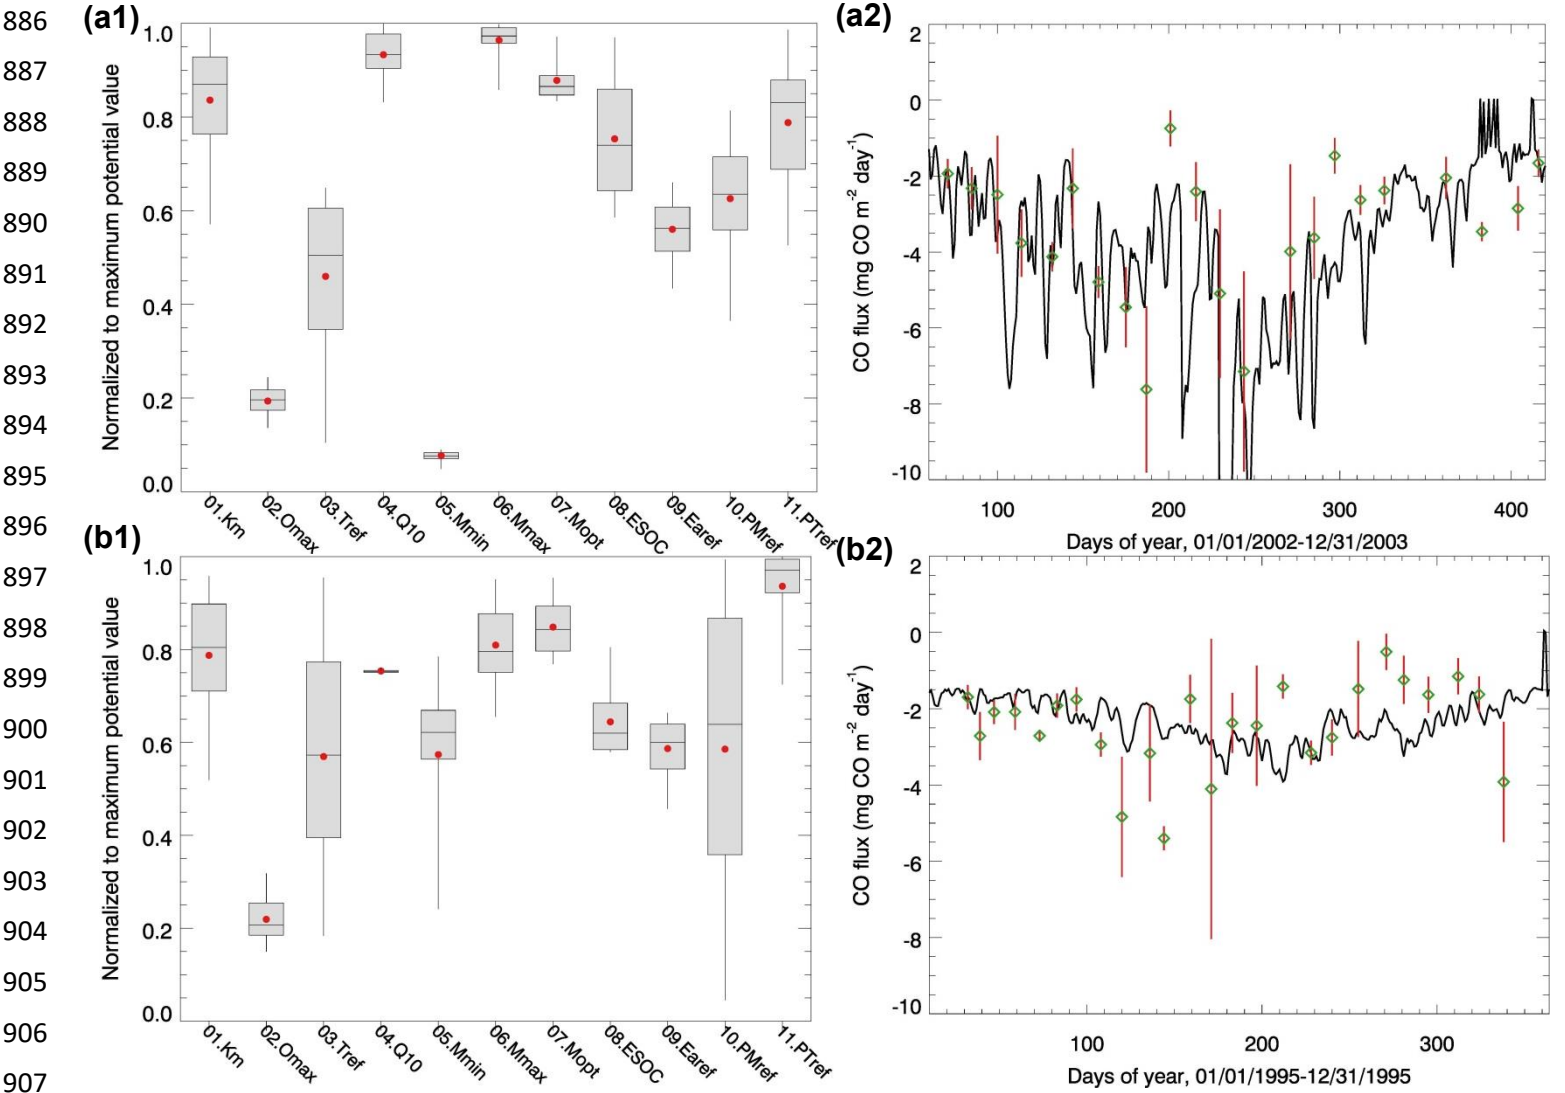 886
887
888
889
890
891
892
893
894
895
896
897
898
899
900
901
902
903
904
905
906
907
(a1)
Normalized to maximum potential value
1.0
0.8
0.6
0.4
0.2
0.0
01.Km
02.Omax
03.Tref
04.Q10
05.Mmin
06.Mmax
07.Mopt
08.ESOC
09.Earef
10.PMref
11.PTref
(a2)
CO flux (mg CO m⁻² day⁻¹)
2
0
-2
-4
-6
-8
-10
100 200 300 400
Days of year, 01/01/2002-12/31/2003
(b1)
Normalized to maximum potential value
1.0
0.8
0.6
0.4
0.2
0.0
01.Km
02.Omax
03.Tref
04.Q10
05.Mmin
06.Mmax
07.Mopt
08.ESOC
09.Earef
10.PMref
11.PTref
(b2)
CO flux (mg CO m⁻² day⁻¹)
2
0
-2
-4
-6
-8
-10
100 200 300
Days of year, 01/01/1995-12/31/1995